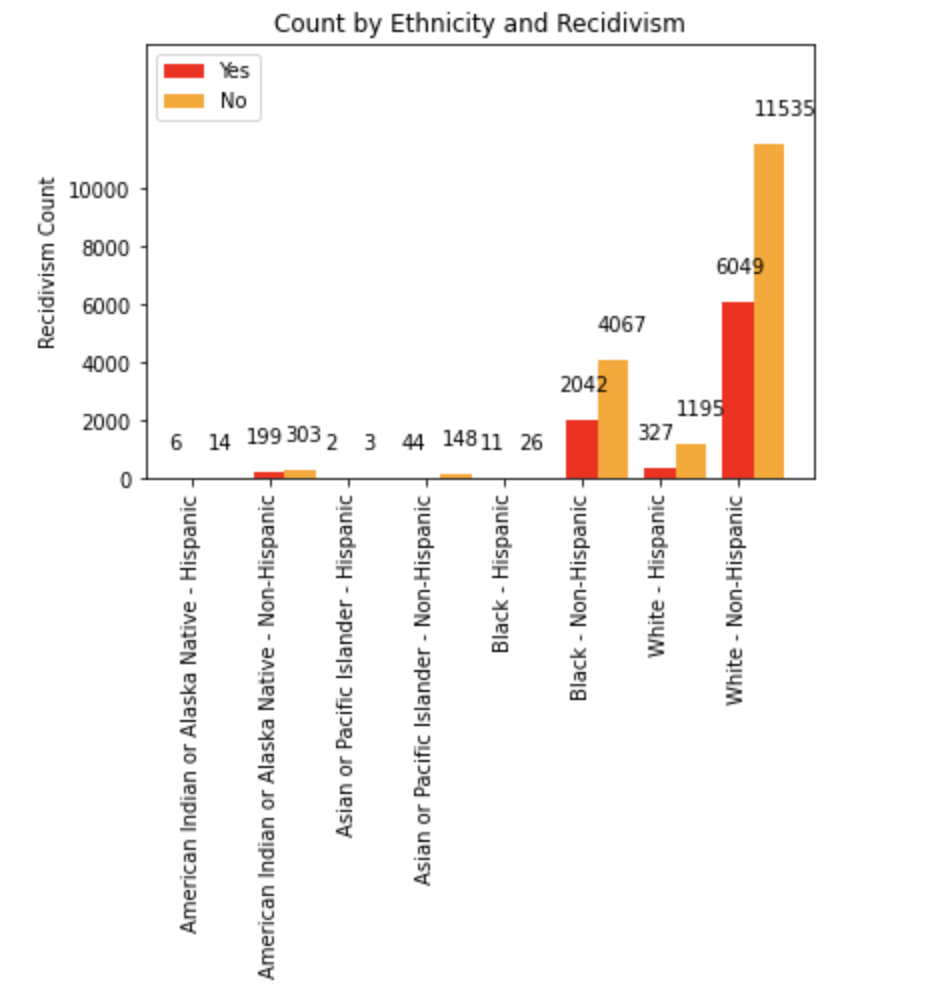 Count by Ethnicity and Recidivism
Yes
No
Recidivism Count
10000
8000
6000
4000
2000
0
6 14 199 303 2 3 44 148 11 26 2042 4067 327 1195 6049 11535
American Indian or Alaska Native - Hispanic
American Indian or Alaska Native - Non-Hispanic
Asian or Pacific Islander - Hispanic
Asian or Pacific Islander - Non-Hispanic
Black - Hispanic
Black - Non-Hispanic
White - Hispanic
White - Non-Hispanic